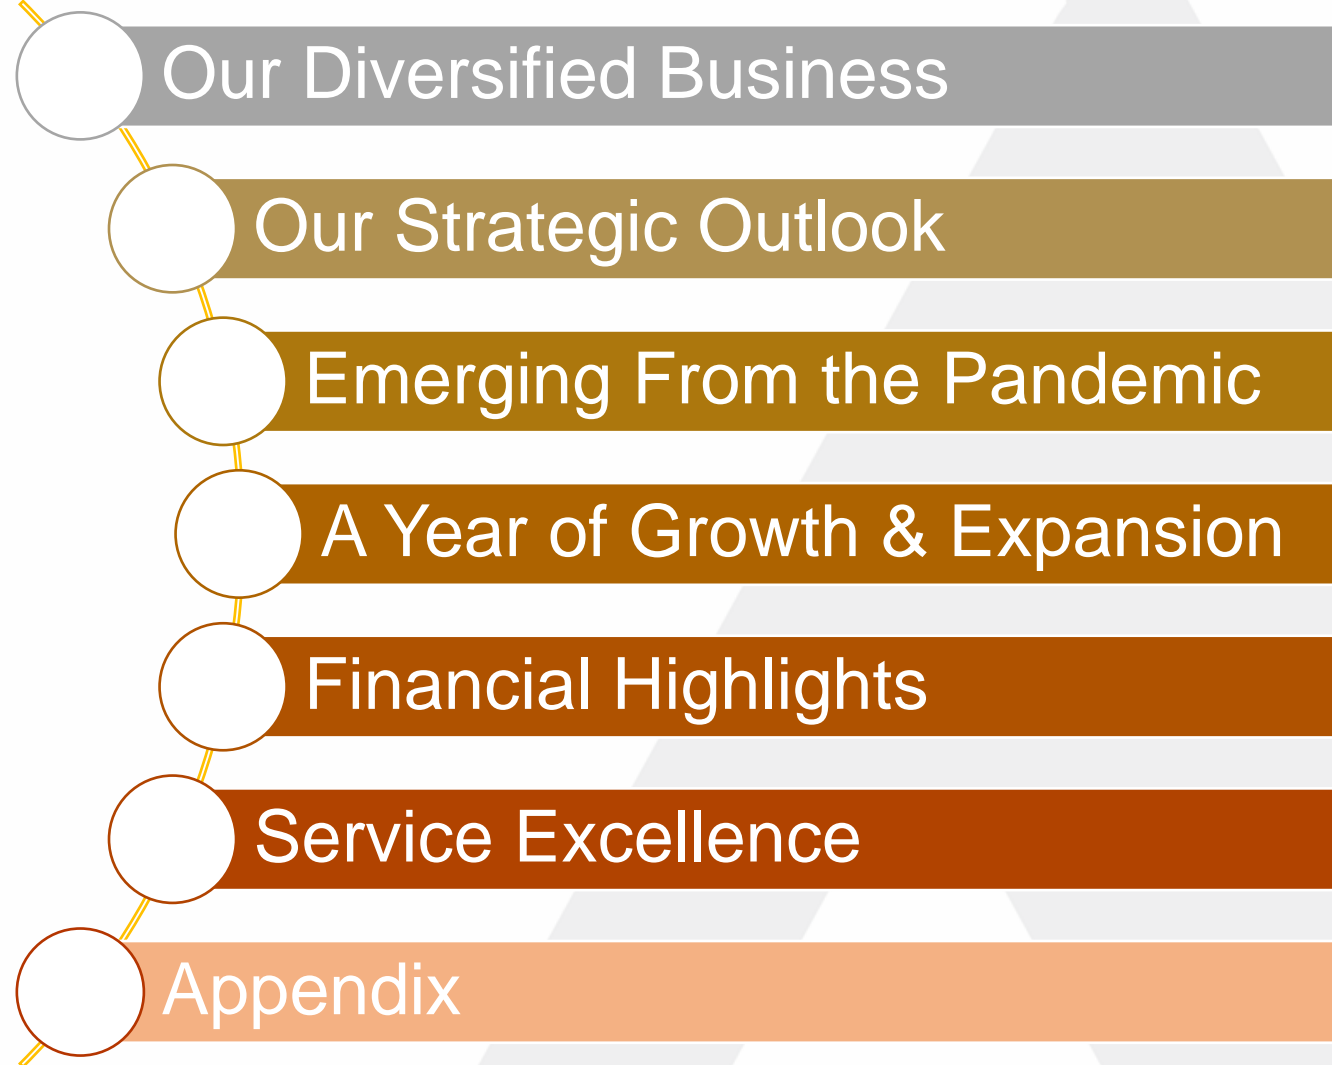 Our Diversified Business
Our Strategic Outlook
Emerging From the Pandemic
A Year of Growth & Expansion
Financial Highlights
Service Excellence
Appendix